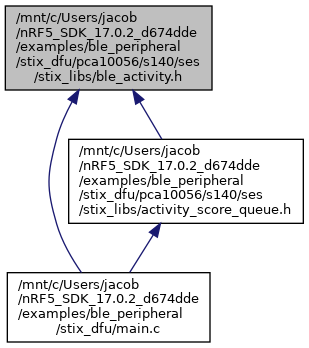 /mnt/c/Users/jacob
/nRF5_SDK_17.0.2_d674dde
/examples/ble_peripheral
/stix_dfu/pca10056/s140/ses
/stix_libs/ble_activity.h
/mnt/c/Users/jacob
/nRF5_SDK_17.0.2_d674dde
/examples/ble_peripheral
/stix_dfu/pca10056/s140/ses
/stix_libs/activity_score_queue.h
/mnt/c/Users/jacob
/nRF5_SDK_17.0.2_d674dde
/examples/ble_peripheral
/stix_dfu/main.c